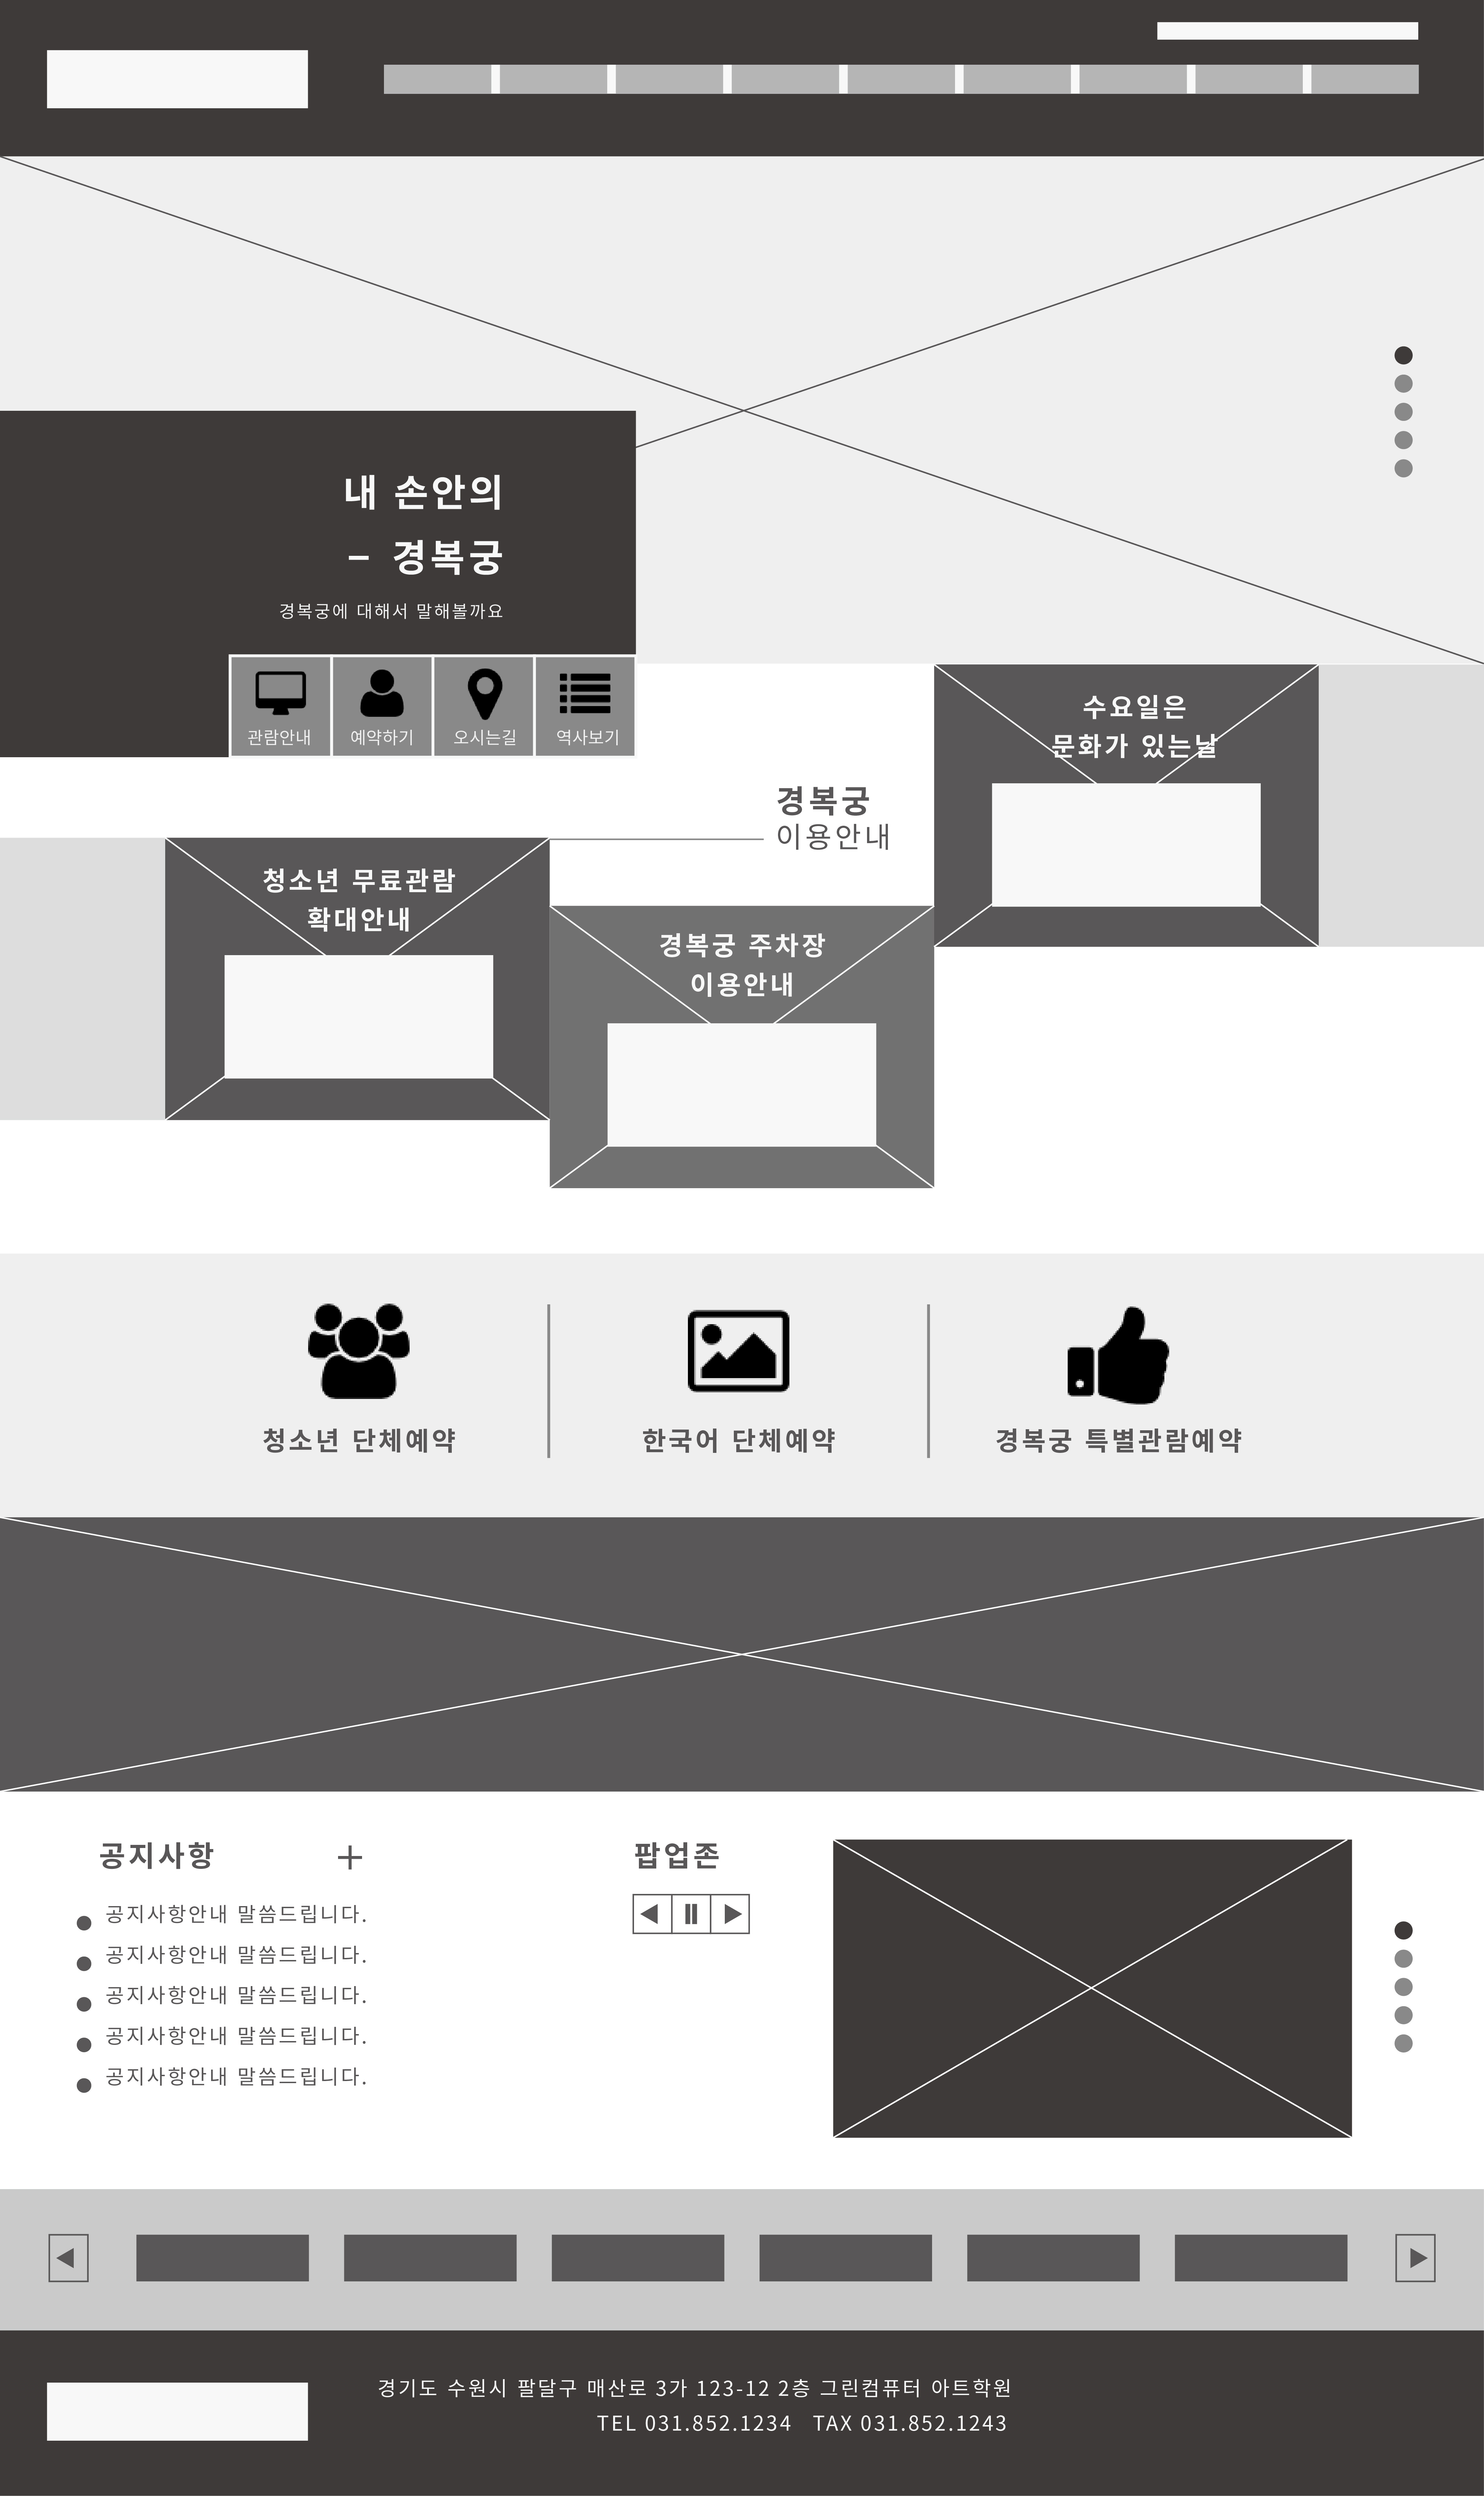 내 손안의
– 경복궁
경복궁에 대해서 말해볼까요
관람안내
예약하기
오시는길
역사보기
수요일은
문화가 있는날
경복궁
이용안내
청소년 무료관람
확대안내
경복궁 주차장
이용안내
청소년 단체예약
한국어 단체예약
경복궁 특별관람예약
공지사항 +
공지사항안내 말씀드립니다.
공지사항안내 말씀드립니다.
공지사항안내 말씀드립니다.
공지사항안내 말씀드립니다.
공지사항안내 말씀드립니다.
팝업존
경기도 수원시 팔달구 매산로 3가 123-12 2층 그린컴퓨터 아트학원
TEL 031.852.1234 TAX 031.852.1243